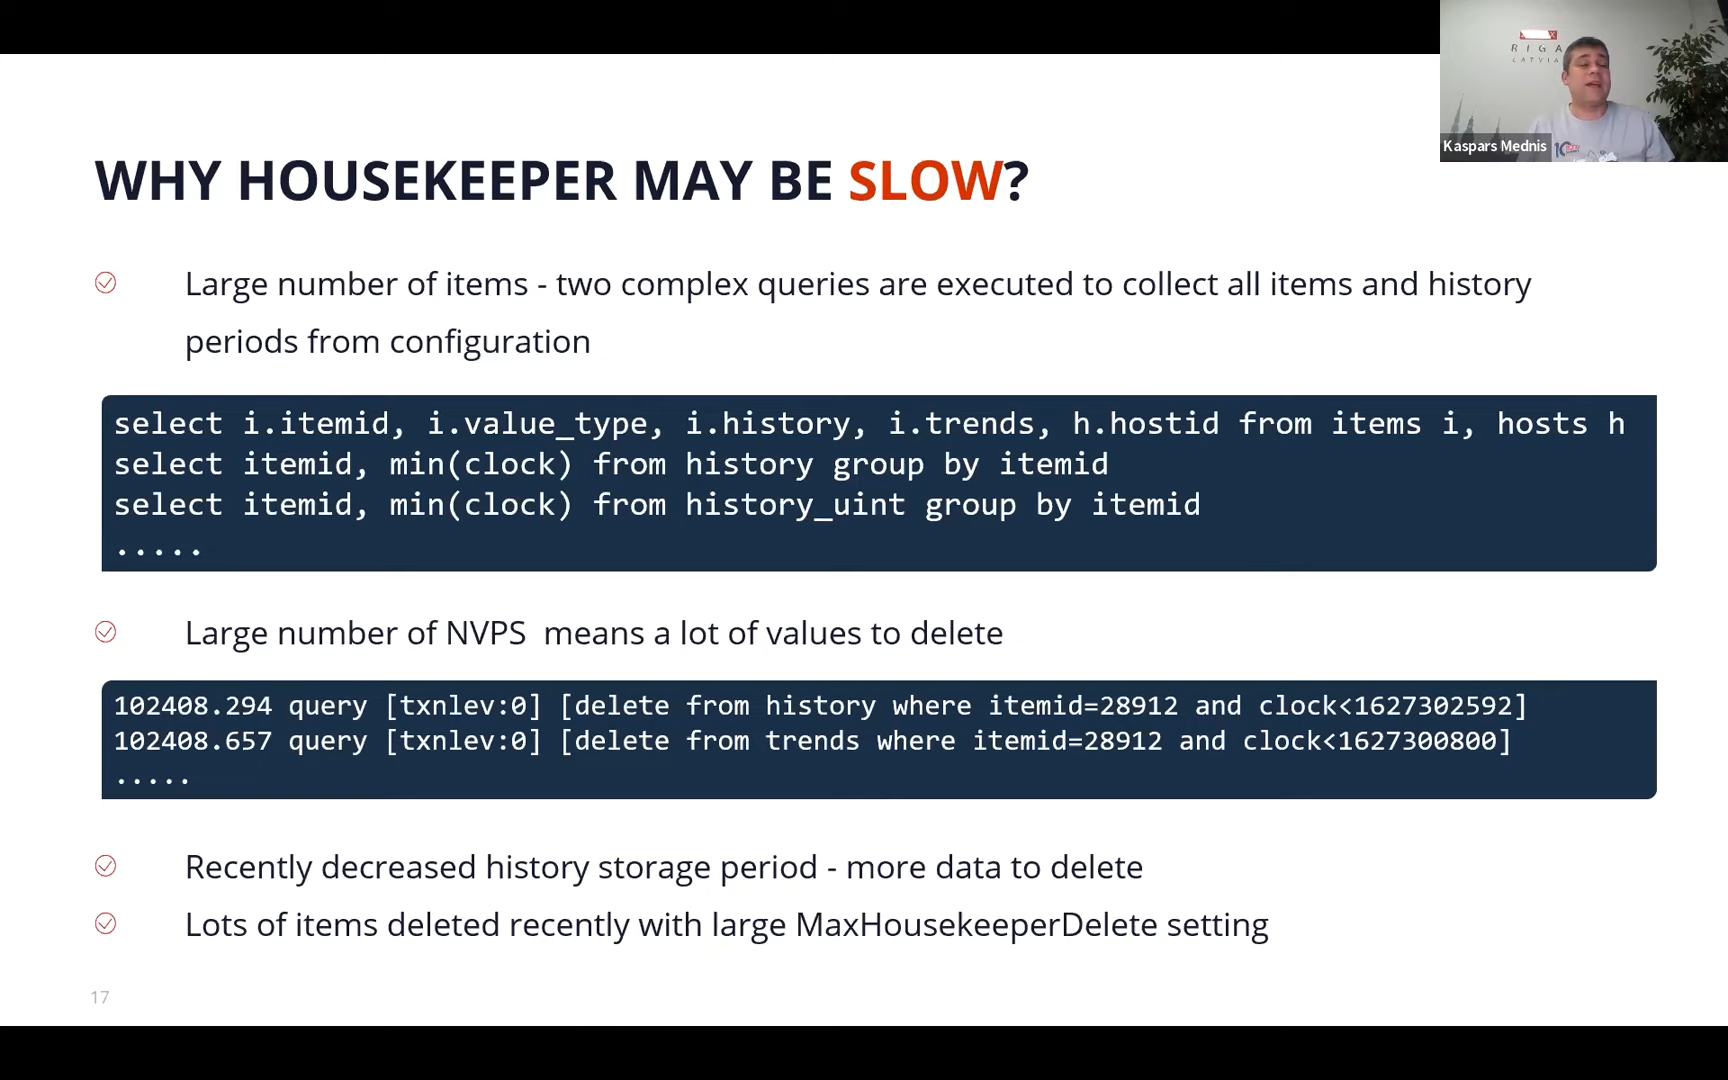 RIGA
LATVIA
Kaspars Mednis
WHY HOUSEKEEPER MAY BE SLOW?
Large number of items - two complex queries are executed to collect all items and history
periods from configuration
select i.itemid, i.value_type, i.history, i.trends, h.hostid from items i, hosts h
select itemid, min(clock) from history group by itemid
select itemid, min(clock) from history_uint group by itemid
.....
Large number of NVPS  means a lot of values to delete
102408.294 query [txnlev:0] [delete from history where itemid=28912 and clock<1627302592]
102408.657 query [txnlev:0] [delete from trends where itemid=28912 and clock<1627300800]
.....
Recently decreased history storage period - more data to delete
Lots of items deleted recently with large MaxHousekeeperDelete setting
17